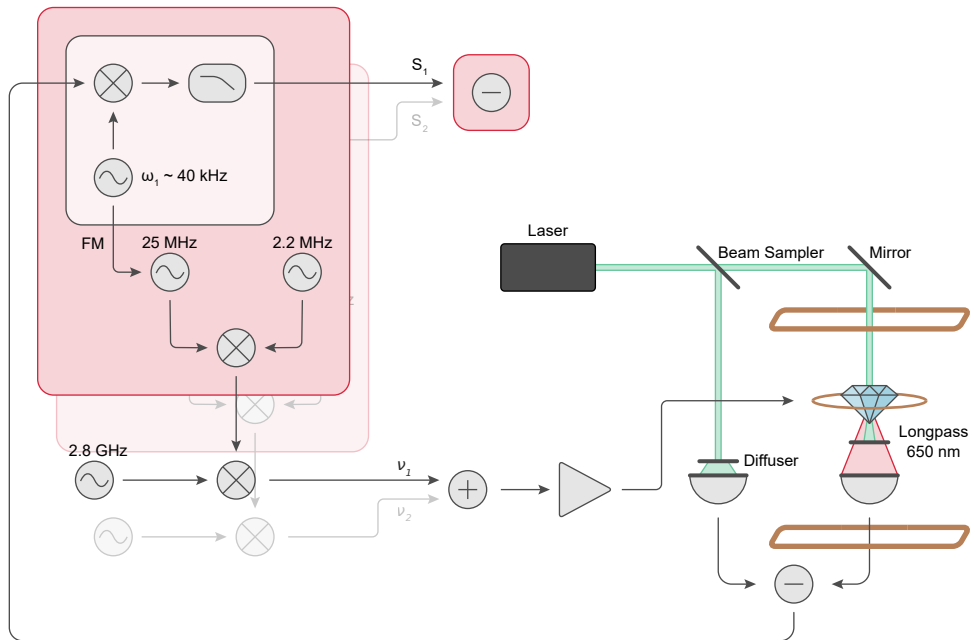 S₁
S₂
ω₁ ~ 40 kHz
FM
25 MHz
2.2 MHz
z
Laser
Beam Sampler
Mirror
2.8 GHz
ν₁
ν₂
Diffuser
Longpass
650 nm